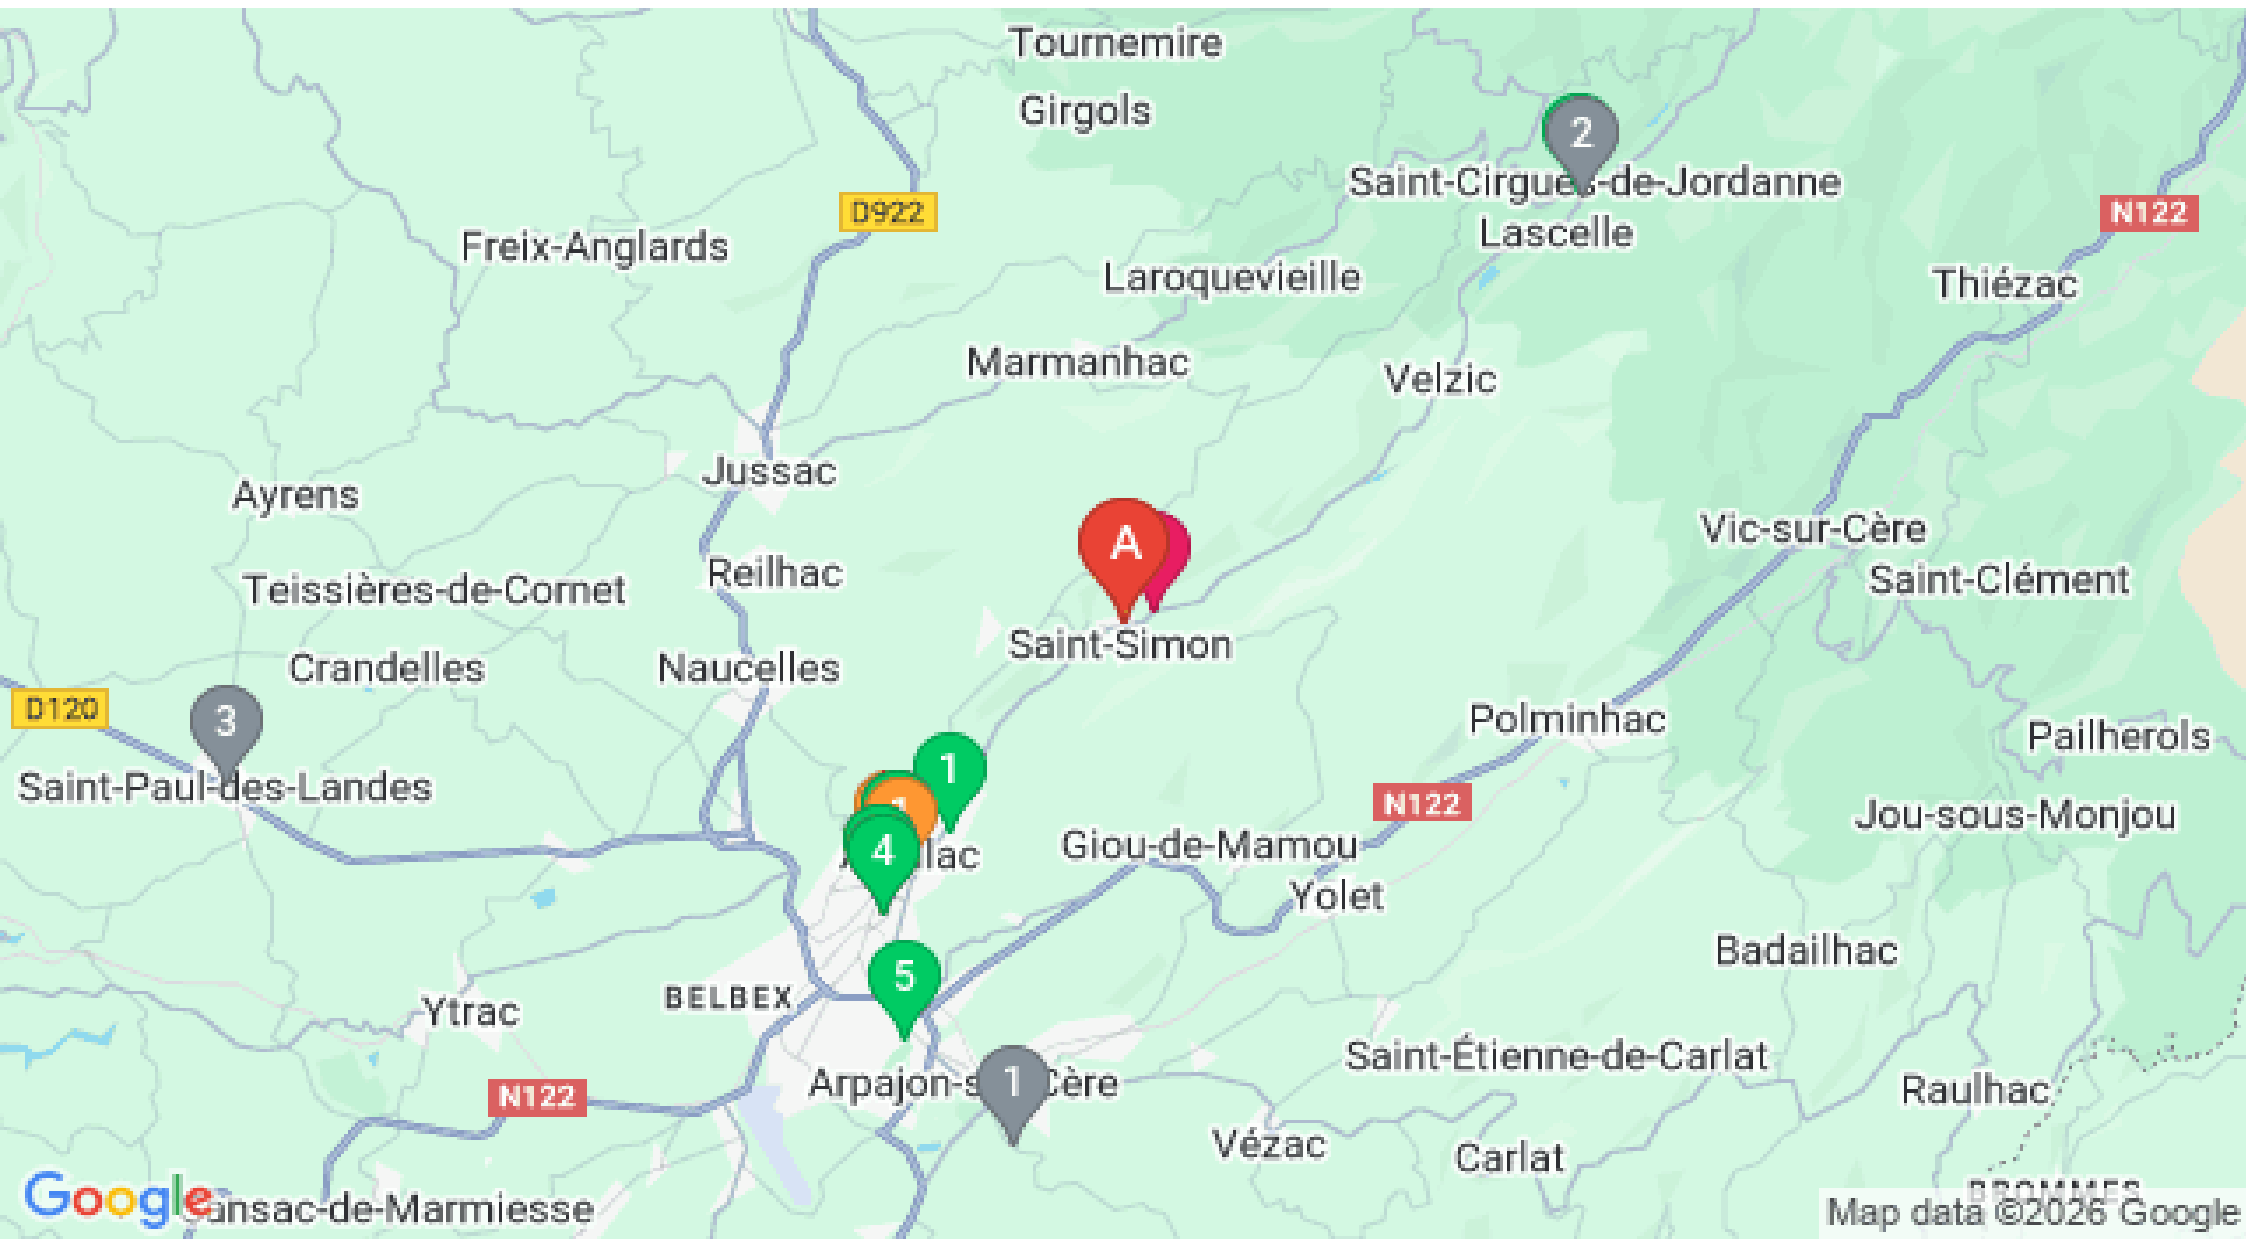 Tournemire
Girgols
2
Saint-Cirgues-de-Jordanne
D922
N122
Lascelle
Freix-Anglards
Laroquevieille
Thiézac
Marmanhac
Velzic
Jussac
Ayrens
Vic-sur-Cère
A
Reilhac
Saint-Clément
Teissières-de-Cornet
Saint-Simon
Crandelles
Naucelles
D120
3
Polminhac
Pailherols
1
Saint-Paul-des-Landes
N122
1
Jou-sous-Monjou
Giou-de-Mamou
4
Yolet
Badailhac
5
BELBEX
Ytrac
Saint-Étienne-de-Carlat
1
Arpajon-s Cère
N122
Raulhac
Vézac
Carlat
BROMMES
Google
ansac-de-Marmiesse
Map data ©2026 Google